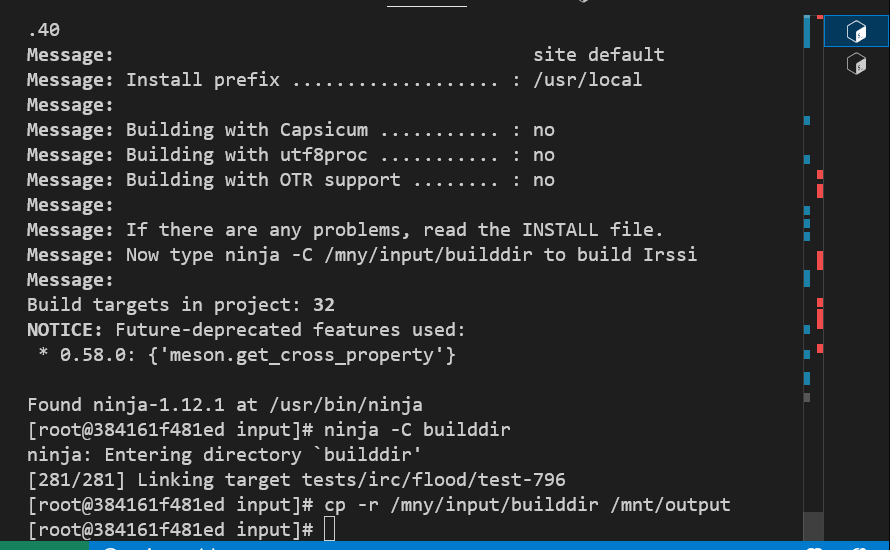 .40
Message:                                      site default
Message: Install prefix ................... : /usr/local
Message:
Message: Building with Capsicum ........... : no
Message: Building with utf8proc ........... : no
Message: Building with OTR support ........ : no
Message:
Message: If there are any problems, read the INSTALL file.
Message: Now type ninja -C /mny/input/builddir to build Irssi
Message:
Build targets in project: 32
NOTICE: Future-deprecated features used:
 * 0.58.0: {'meson.get_cross_property'}
Found ninja-1.12.1 at /usr/bin/ninja
[root@384161f481ed input]# ninja -C builddir
ninja: Entering directory `builddir'
[281/281] Linking target tests/irc/flood/test-796
[root@384161f481ed input]# cp -r /mny/input/builddir /mnt/output
[root@384161f481ed input]#